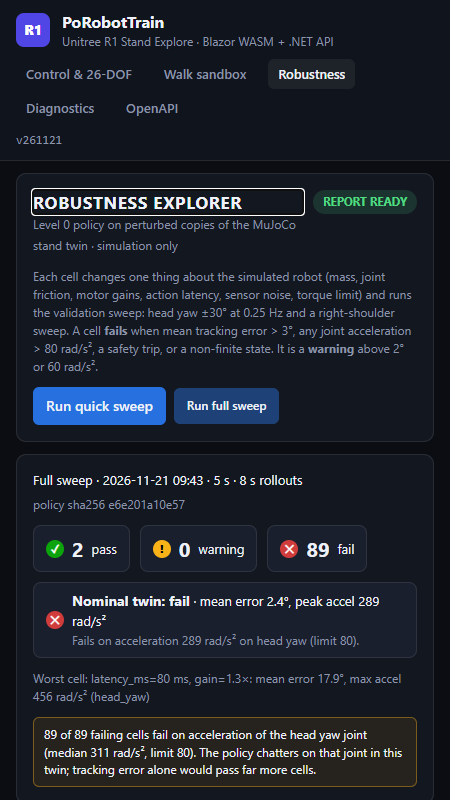 R1
PoRobotTrain
Unitree R1 Stand Explore · Blazor WASM + .NET API
Control & 26-DOF
Walk sandbox
Robustness
Diagnostics
OpenAPI
v261121
ROBUSTNESS EXPLORER
REPORT READY
Level 0 policy on perturbed copies of the MuJoCo
stand twin · simulation only
Each cell changes one thing about the simulated robot (mass, joint
friction, motor gains, action latency, sensor noise, torque limit) and runs
the validation sweep: head yaw ±30° at 0.25 Hz and a right-shoulder
sweep. A cell fails when mean tracking error > 3°, any joint acceleration
> 80 rad/s², a safety trip, or a non-finite state. It is a warning above 2°
or 60 rad/s².
Run quick sweep
Run full sweep
Full sweep · 2026-11-21 09:43 · 5 s · 8 s rollouts
policy sha256 e6e201a10e57
2 pass
0 warning
89 fail
Nominal twin: fail · mean error 2.4°, peak accel 289
rad/s²
Fails on acceleration 289 rad/s² on head yaw (limit 80).
Worst cell: latency_ms=80 ms, gain=1.3×: mean error 17.9°, max accel
456 rad/s² (head_yaw)
89 of 89 failing cells fail on acceleration of the head yaw joint
(median 311 rad/s², limit 80). The policy chatters on that joint in this
twin; tracking error alone would pass far more cells.